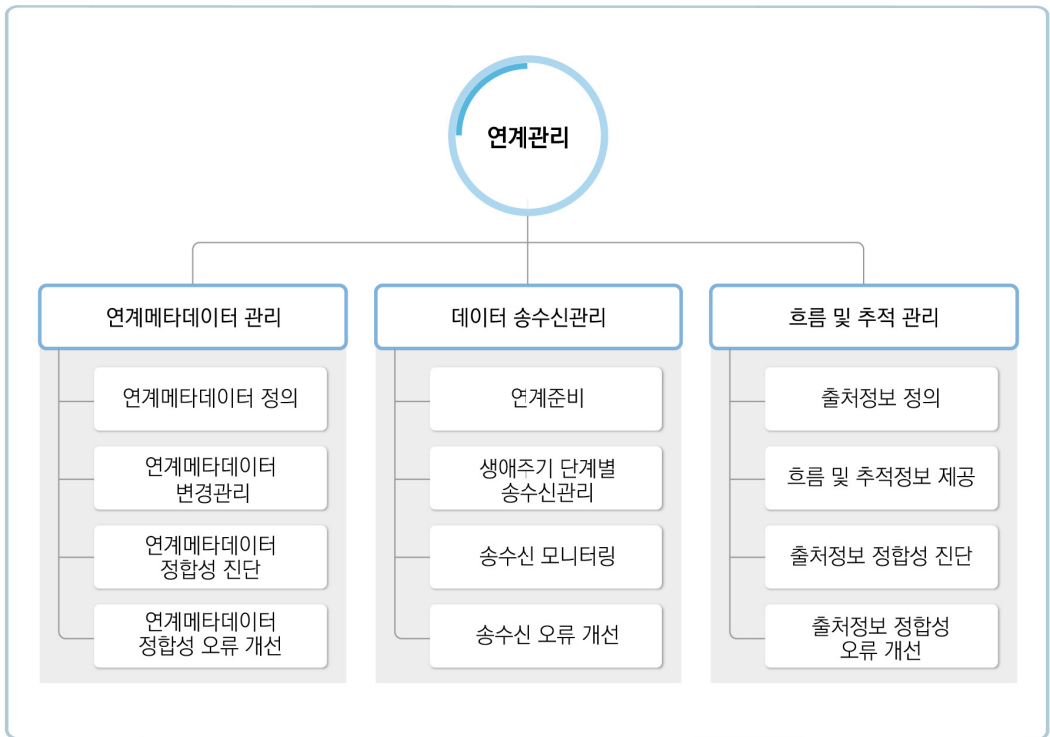 연계관리
연계메타데이터 관리
연계메타데이터 정의
연계메타데이터
변경관리
연계메타데이터
정합성 진단
연계메타데이터
정합성 오류 개선
데이터 송수신관리
연계준비
생애주기 단계별
송수신관리
송수신 모니터링
송수신 오류 개선
흐름 및 추적 관리
출처정보 정의
흐름 및 추적정보 제공
출처정보 정합성 진단
출처정보 정합성
오류 개선